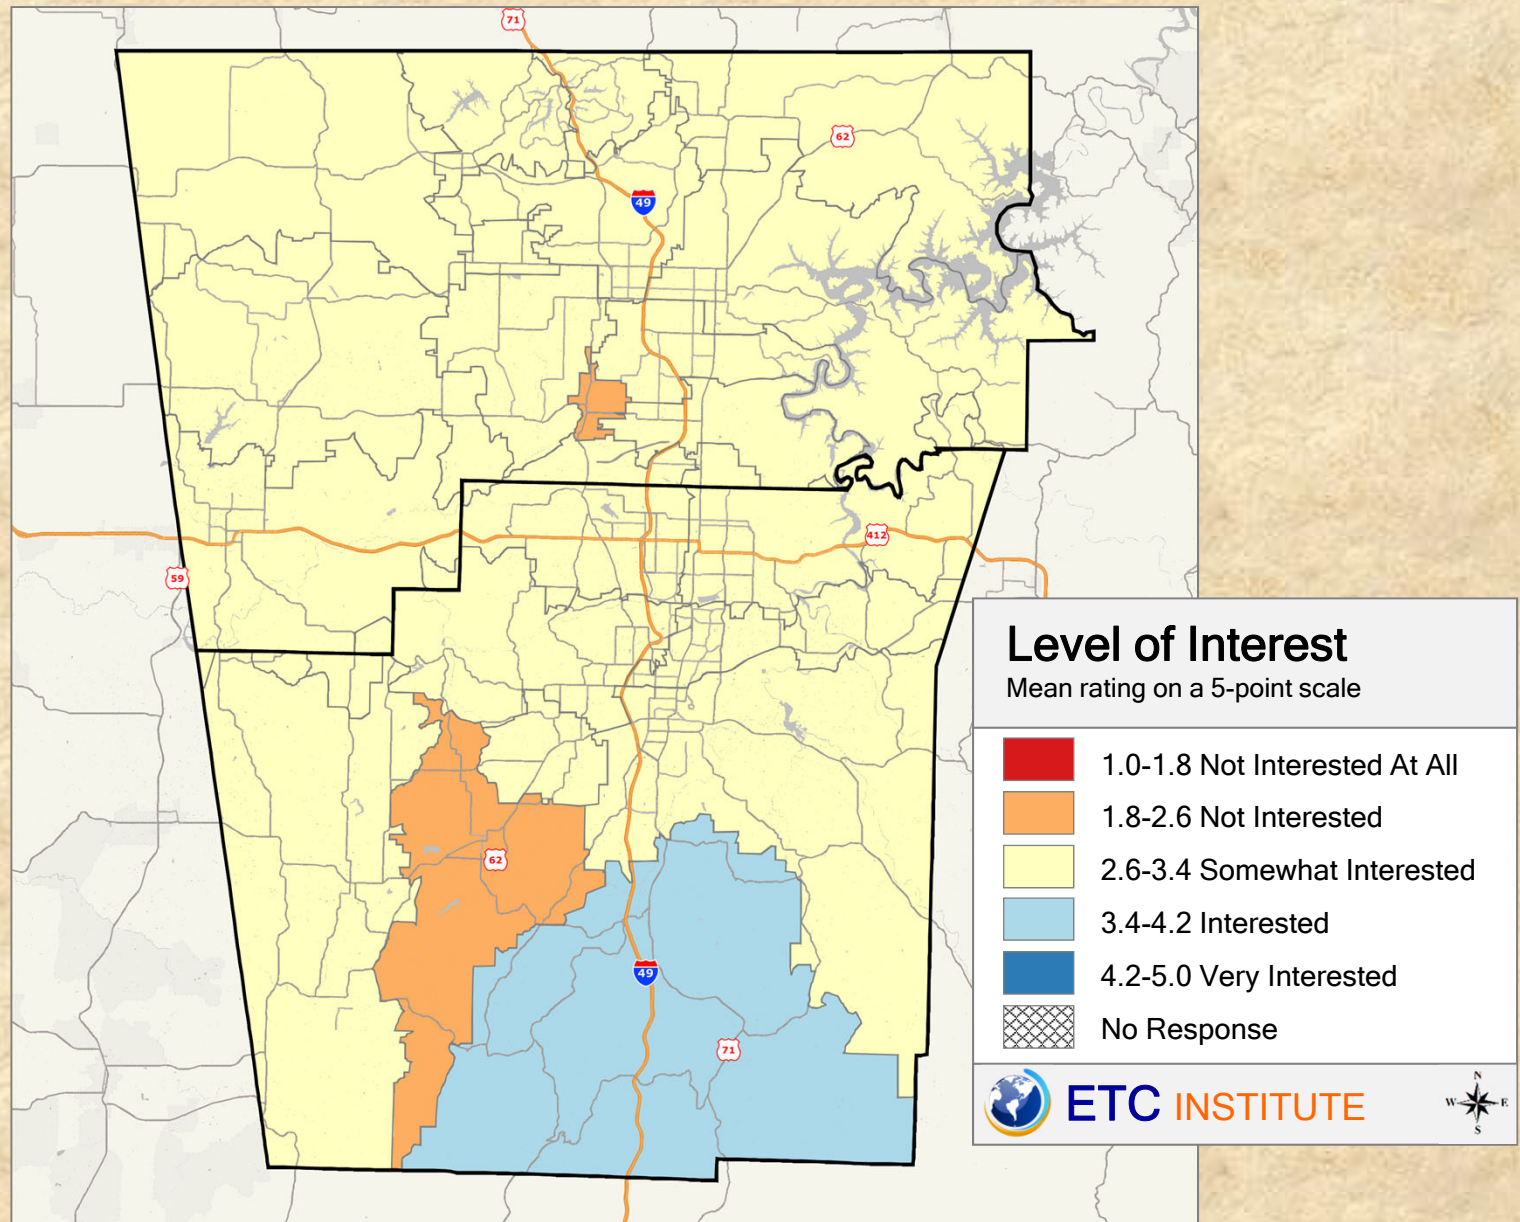 71
62
49
412
59
Level of Interest
Mean rating on a 5-point scale
1.0-1.8 Not Interested At All
1.8-2.6 Not Interested
2.6-3.4 Somewhat Interested
62
3.4-4.2 Interested
49
4.2-5.0 Very Interested
No Response
71
ETC INSTITUTE
N
W E
S